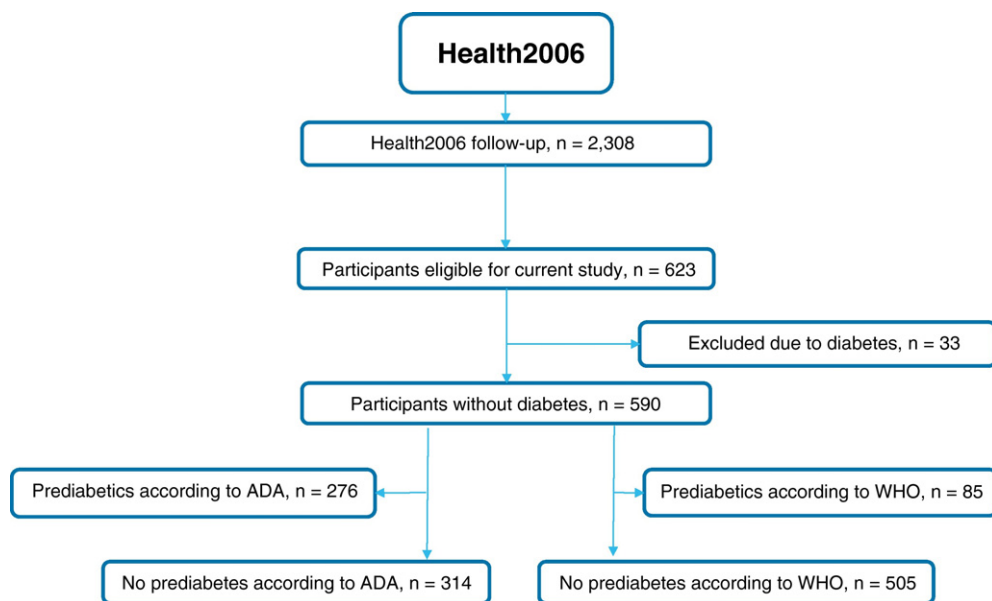 Health2006
Health2006 follow-up, n = 2,308
Participants eligible for current study, n = 623
Excluded due to diabetes, n = 33
Participants without diabetes, n = 590
Prediabetics according to ADA, n = 276
Prediabetics according to WHO, n = 85
No prediabetes according to ADA, n = 314
No prediabetes according to WHO, n = 505